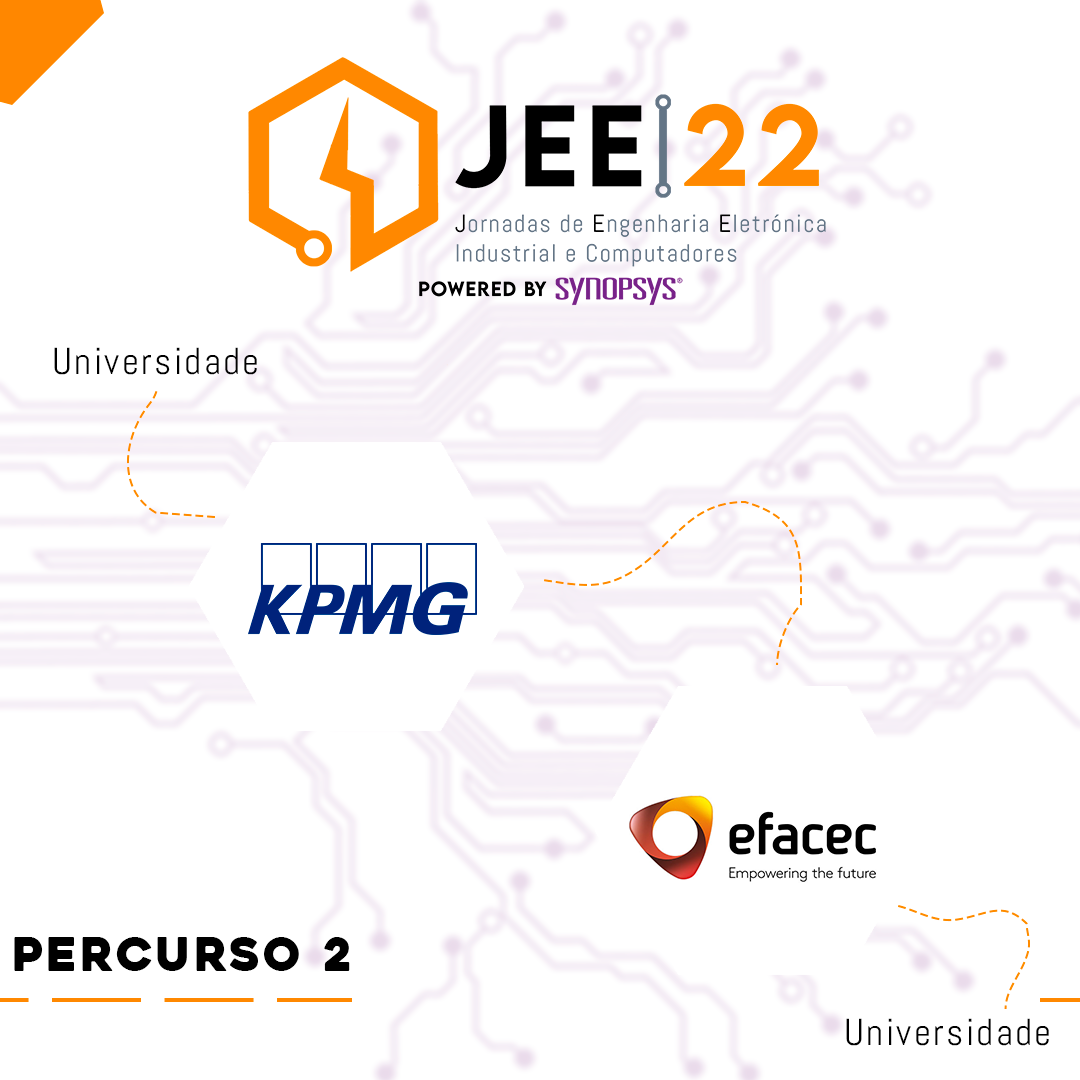 JEE|22
Jornadas de Engenharia Eletrónica
Industrial e Computadores
POWERED BY SYNOPSYS®
Universidade
KPMG
efacec
Empowering the future
PERCURSO 2
Universidade